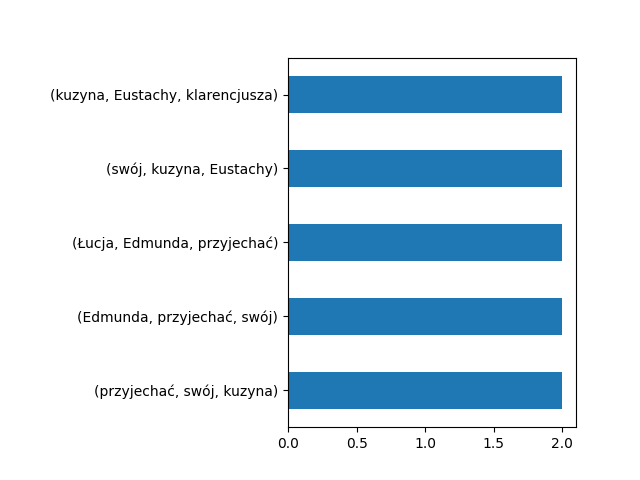 (kuzyna, Eustachy, klarencjusza)
(swój, kuzyna, Eustachy)
(Łucja, Edmunda, przyjechać)
(Edmunda, przyjechać, swój)
(przyjechać, swój, kuzyna)
0.0 0.5 1.0 1.5 2.0